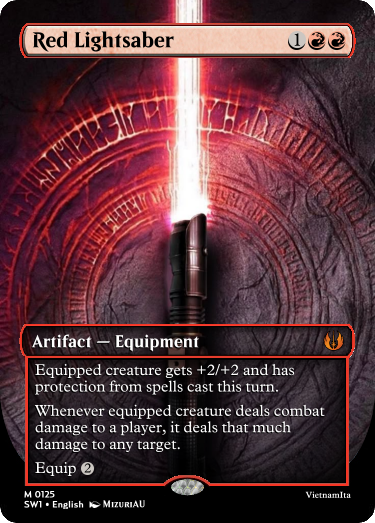 Red Lightsaber 1
Artifact — Equipment
Equipped creature gets +2/+2 and has
protection from spells cast this turn.
Whenever equipped creature deals combat
damage to a player, it deals that much
damage to any target.
Equip 2
M 0125
SW1 • English MizuriAU
VietnamIta